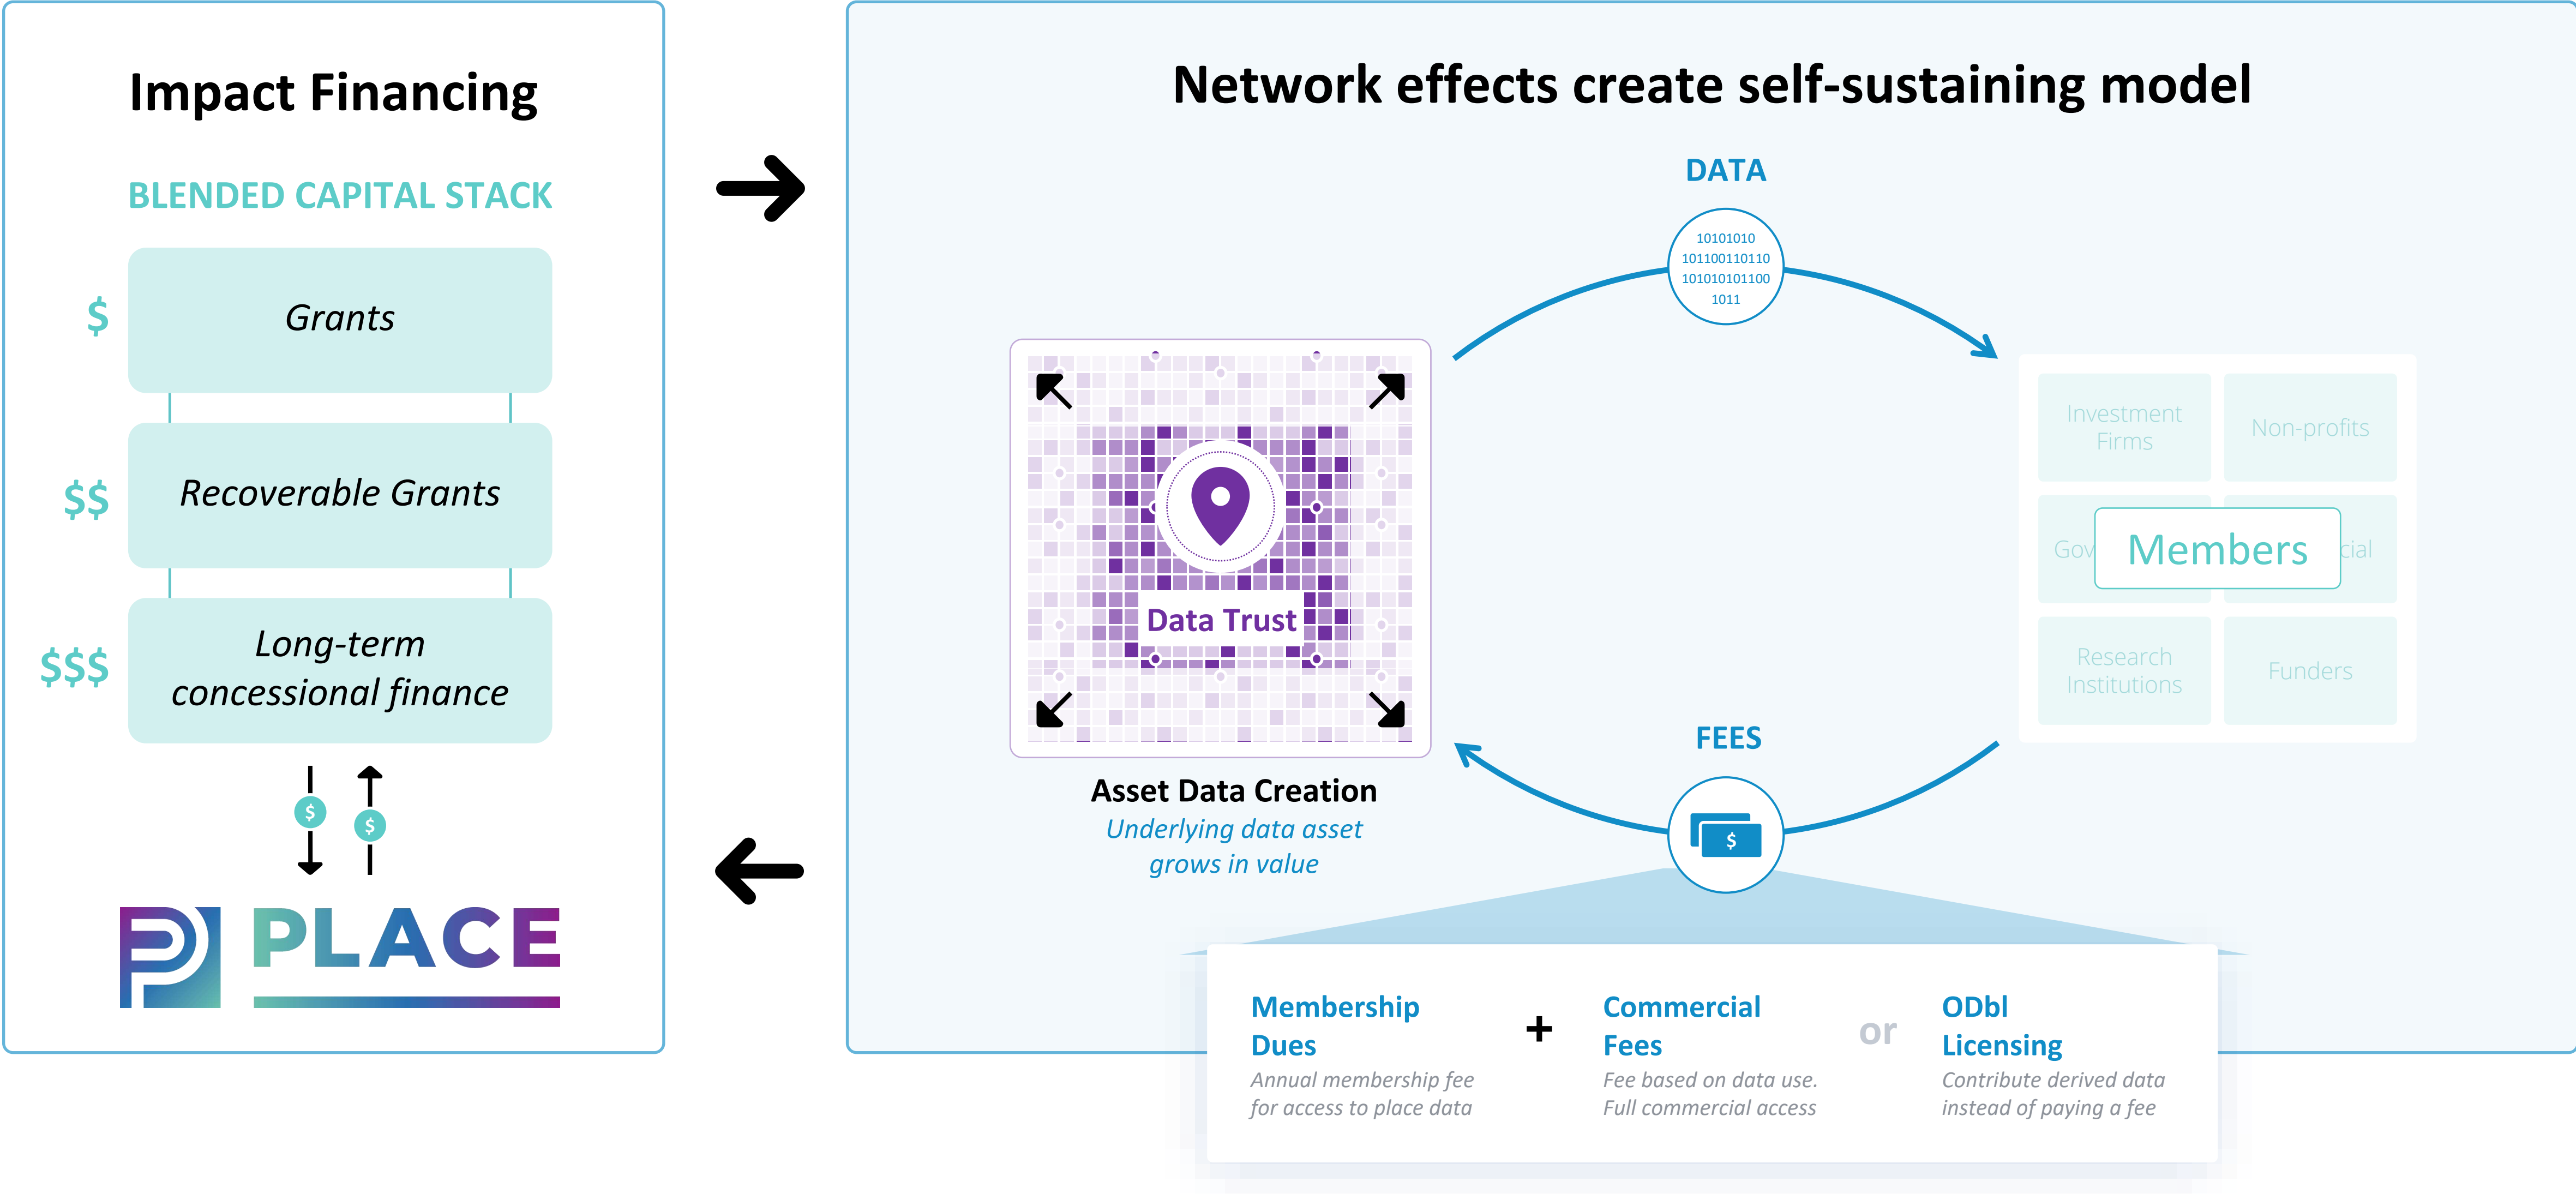 Impact Financing
BLENDED CAPITAL STACK
$
Grants
$$
Recoverable Grants
$$$
Long-term
concessional finance
$
$
PLACE
Network effects create self-sustaining model
DATA
10101010
101100110110
101010101100
1011
Data Trust
Asset Data Creation
Underlying data asset
grows in value
Investment
Firms
Non-profits
Members
Research
Institutions
Funders
FEES
$
Membership
Dues
Annual membership fee
for access to place data
+
Commercial
Fees
Fee based on data use.
Full commercial access
or
ODbl
Licensing
Contribute derived data
instead of paying a fee